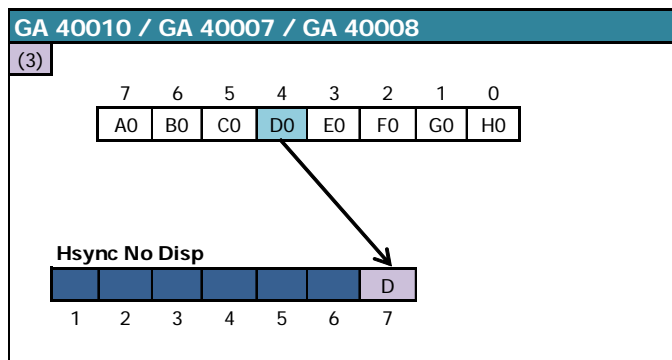 GA 40010 / GA 40007 / GA 40008
(3)
7 6 5 4 3 2 1 0
A0 B0 C0 D0 E0 F0 G0 H0
Hsync No Disp
D
1 2 3 4 5 6 7